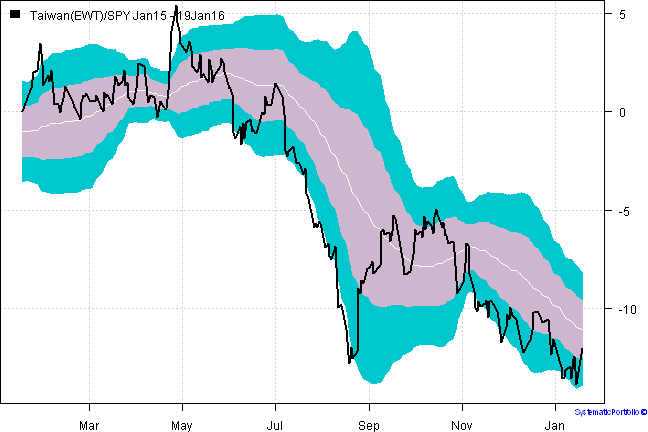 Taiwan(EWT)/SPY Jan15 - 19Jan16
5
0
-5
-10
Mar May Jul Sep Nov Jan
SystematicPortfolio ©